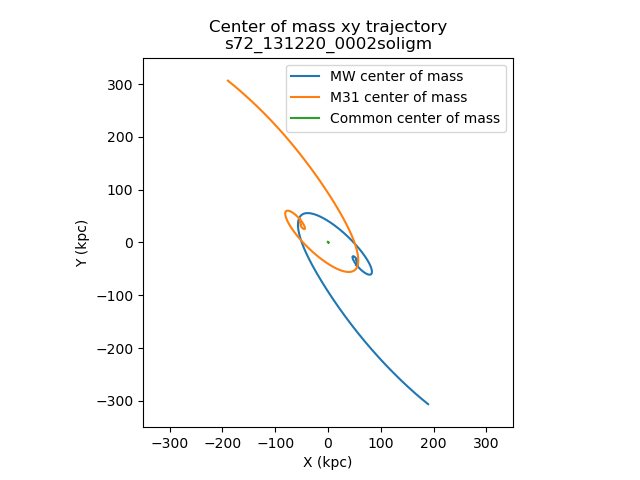 Center of mass xy trajectory
s72_131220_0002soligm
MW center of mass
M31 center of mass
Common center of mass
Y (kpc)
300
200
100
0
−100
−200
−300
−300 −200 −100 0 100 200 300
X (kpc)